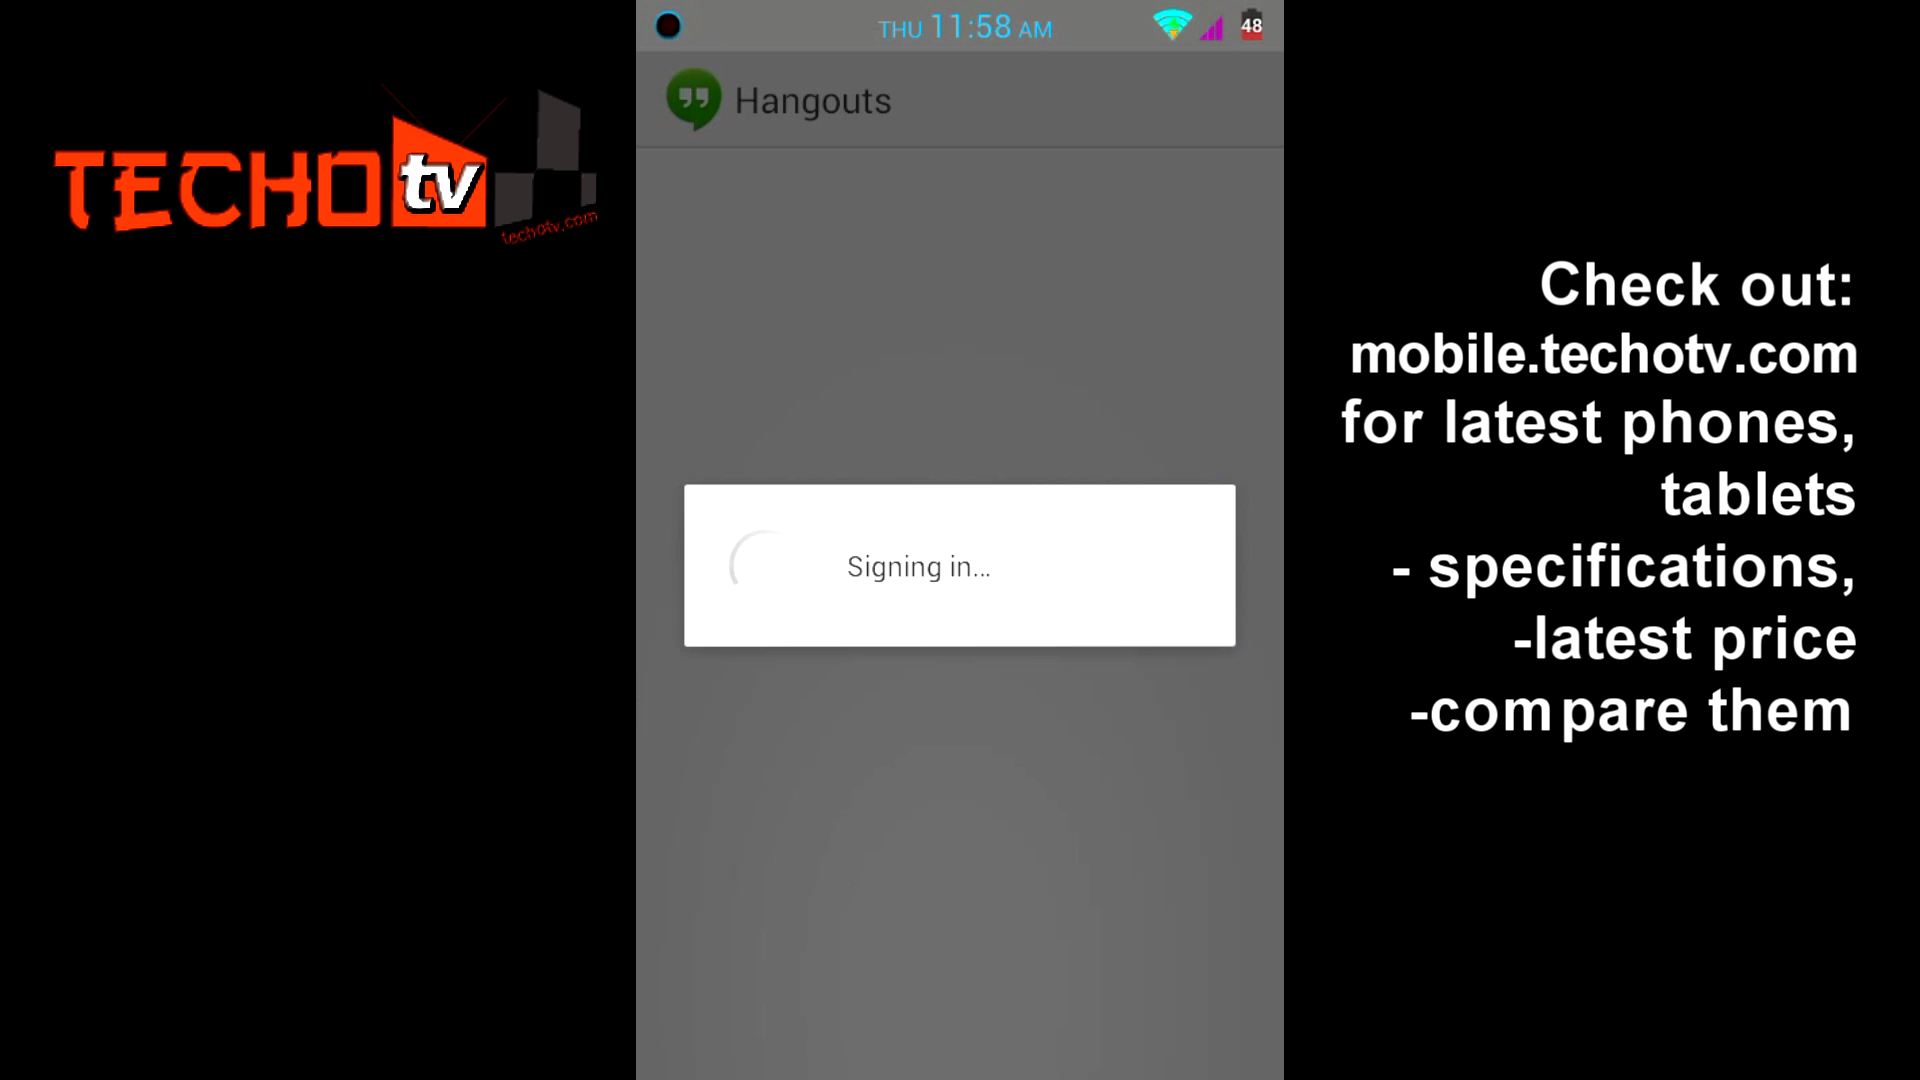 THU 11:58 AM
48
Hangouts
TECHO tv
techotv.com
Check out:
mobile.techotv.com
for latest phones,
tablets
- specifications,
-latest price
-compare them
Signing in...